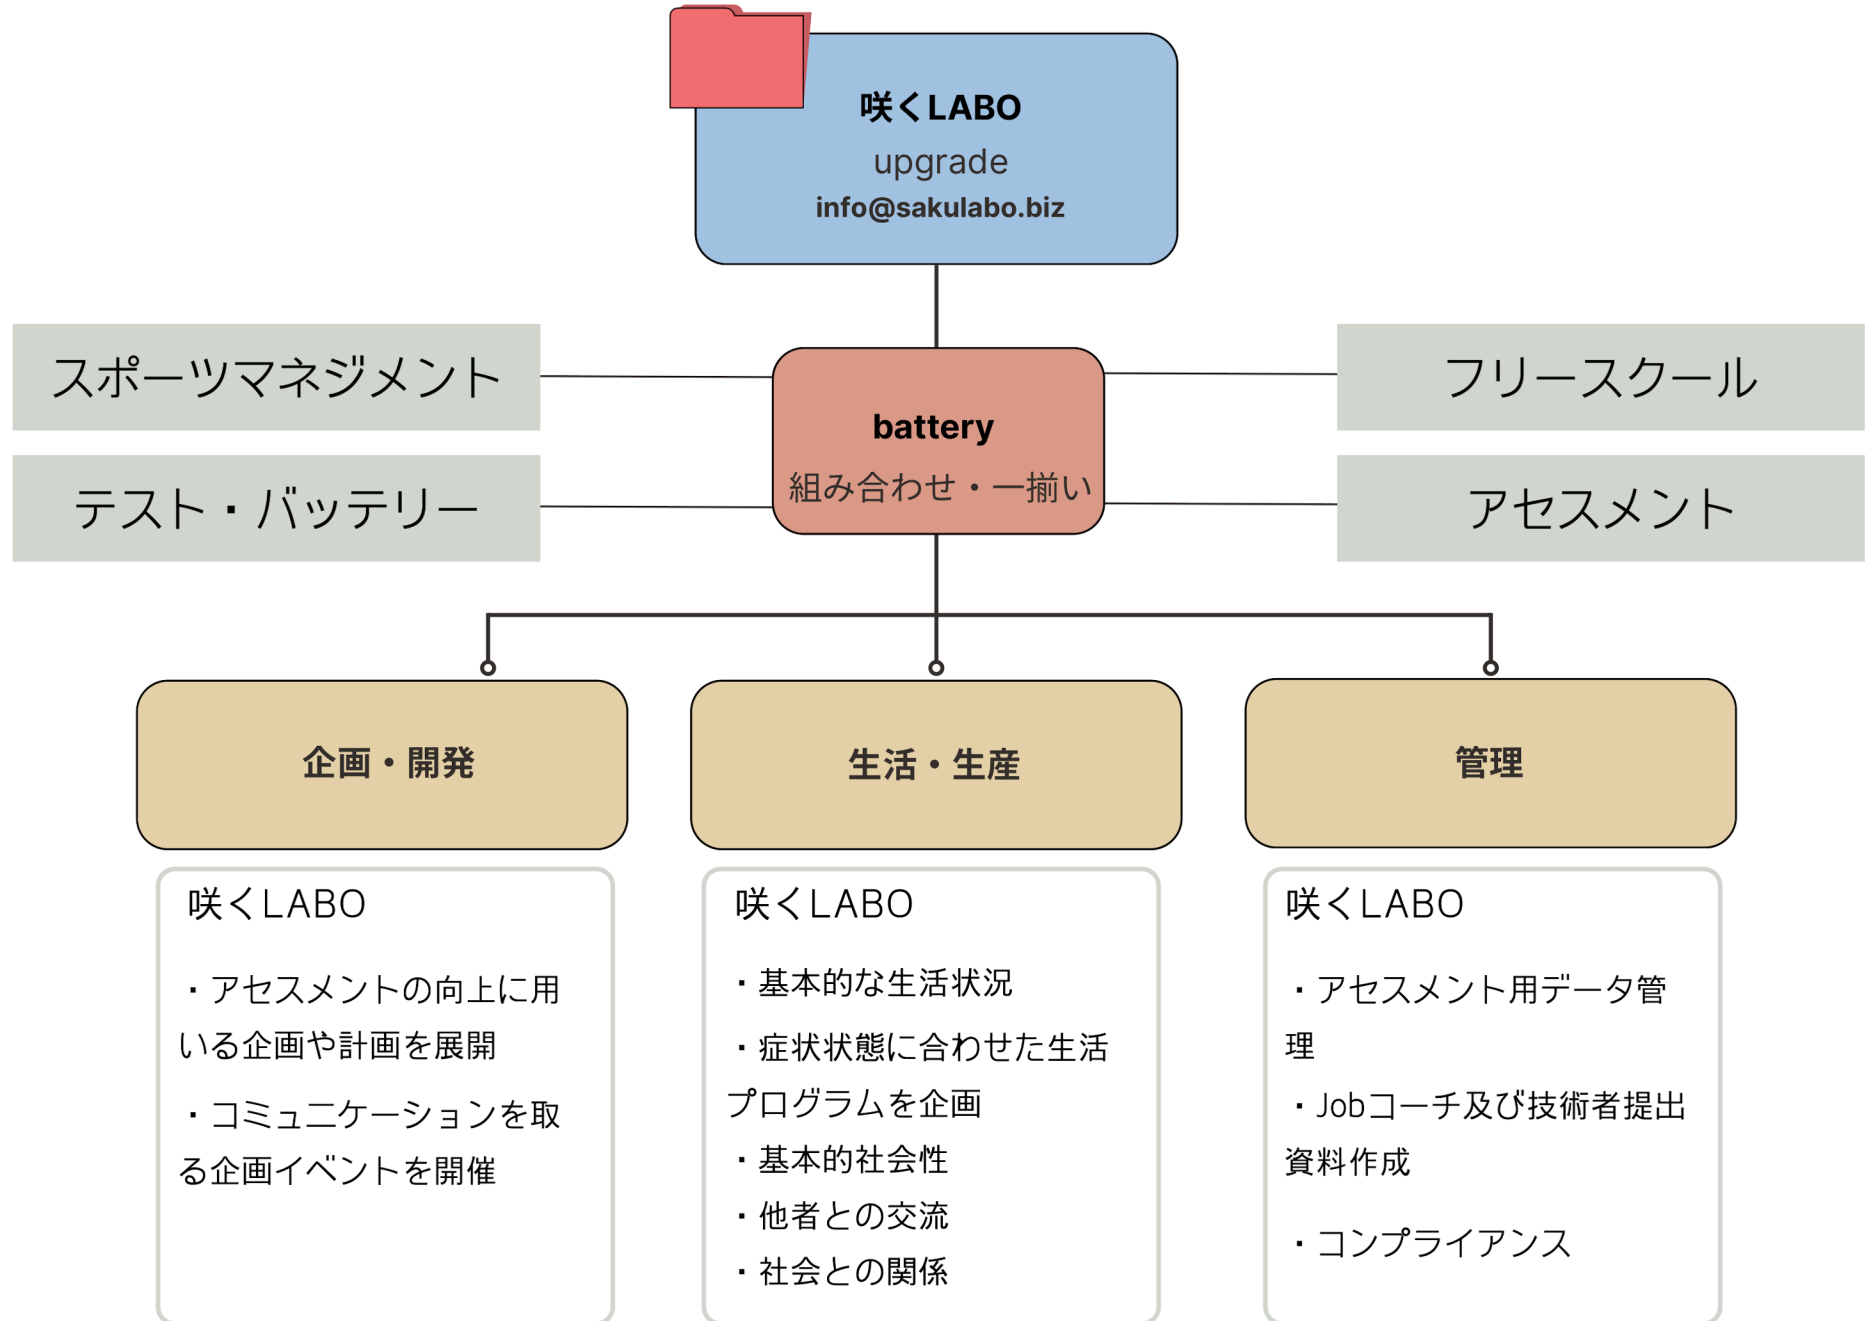 咲くLABO
upgrade
info@sakulabo.biz
スポーツマネジメント
フリースクール
battery
組み合わせ・一揃い
テスト・バッテリー
アセスメント
企画・開発
生活・生産
管理
咲くLABO
・アセスメントの向上に用
いる企画や計画を展開
・コミュニケーションを取
る企画イベントを開催
咲くLABO
・基本的な生活状況
・症状状態に合わせた生活
プログラムを企画
・基本的社会性
・他者との交流
・社会との関係
咲くLABO
・アセスメント用データ管
理
・Jobコーチ及び技術者提出
資料作成
・コンプライアンス